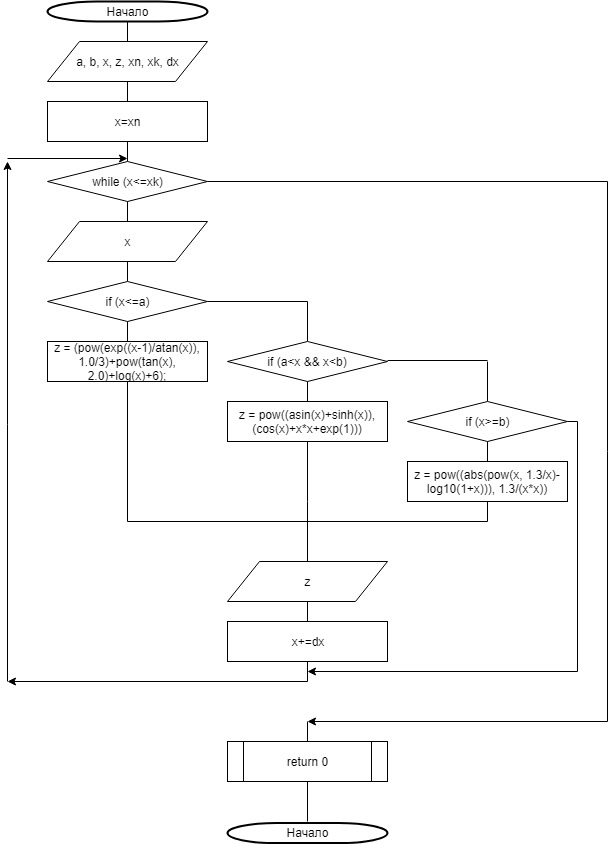 Начало
a, b, x, z, xn, xk, dx
x=xn
while (x<=xk)
x
if (x<=a)
z = (pow(exp((x-1)/atan(x)),
1.0/3)+pow(tan(x),
2.0)+log(x)+6);
if (a<x && x<b)
z = pow((asin(x)+sinh(x)),
(cos(x)+x*x+exp(1)))
if (x>=b)
z = pow((abs(pow(x, 1.3/x)-
log10(1+x))), 1.3/(x*x))
z
x+=dx
return 0
Начало